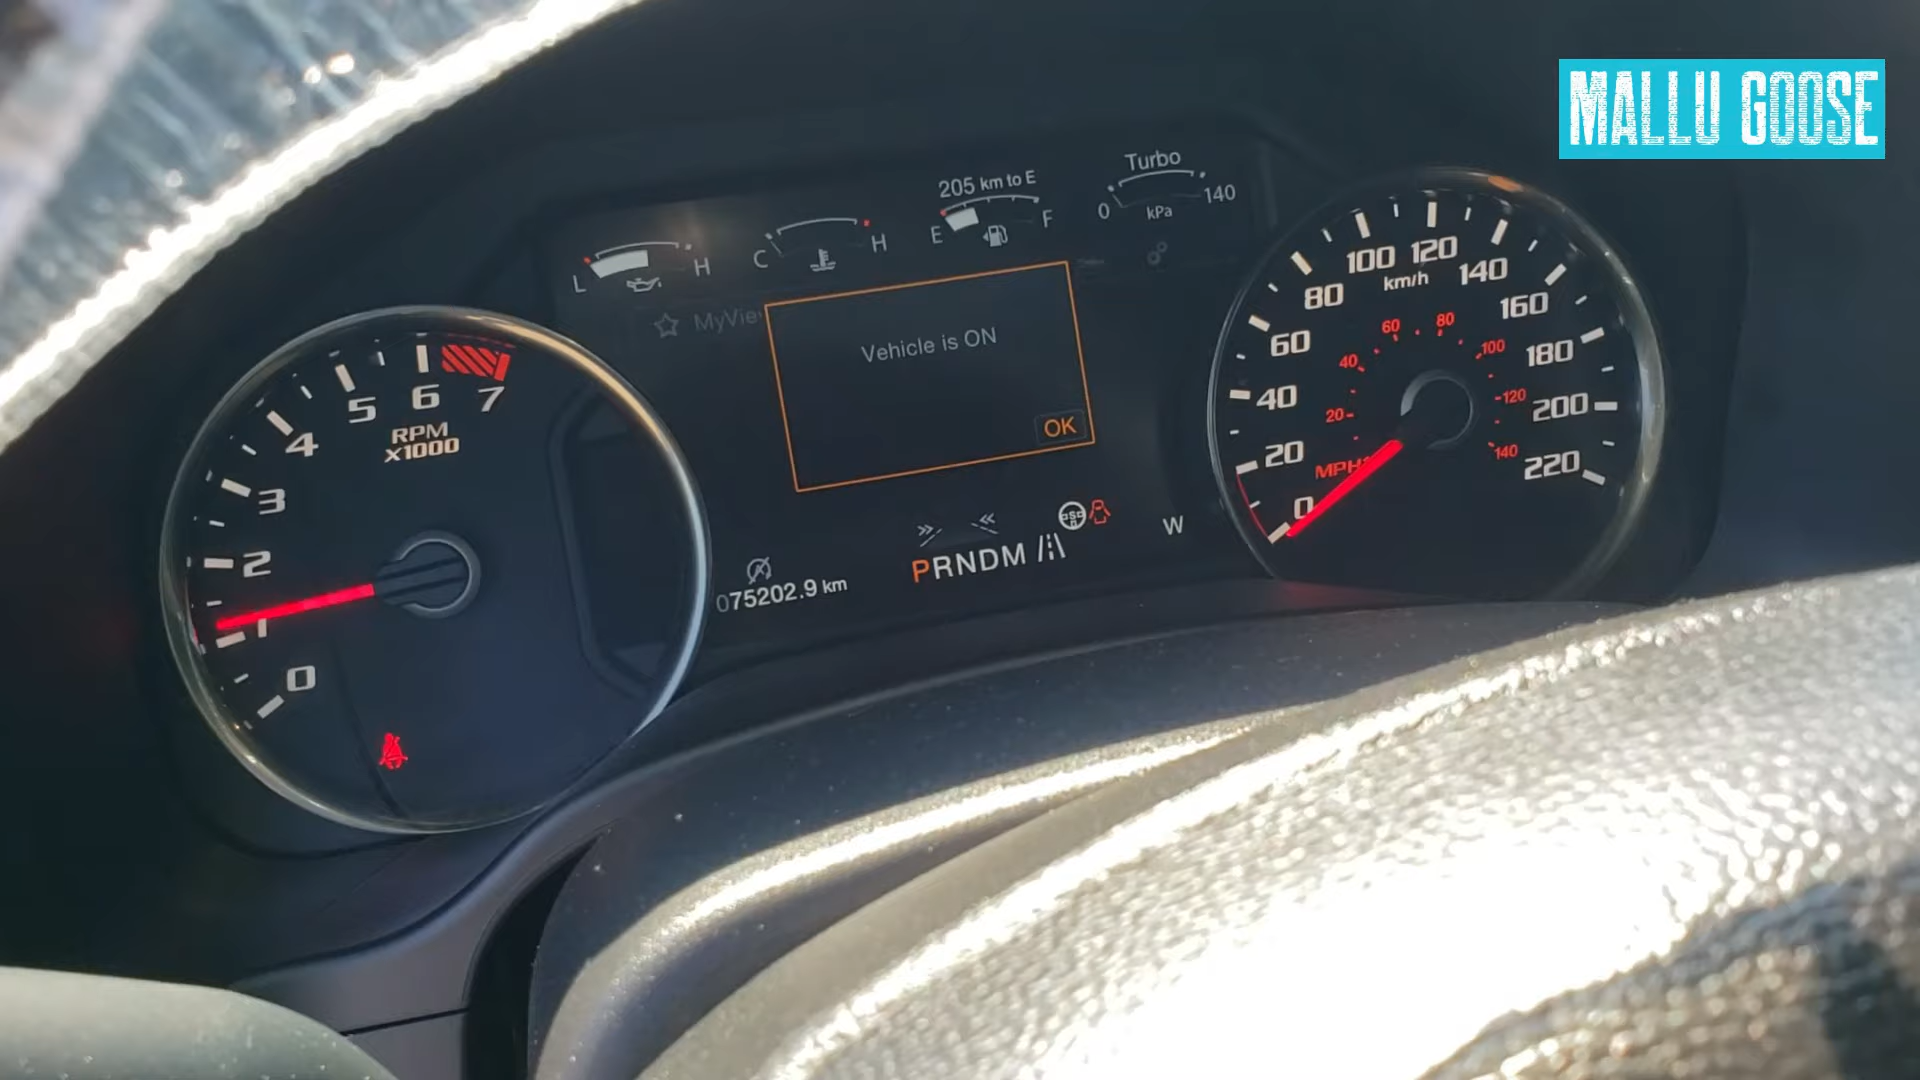 MALLU GOOSE
205 km to E
Turbo
L H
C H
E F
0 kPa 140
MyVie
Vehicle is ON
OK
0 1 2 3 4 5 6 7
RPM
x1000
0 20 40 60 80 100 120 140 160 180 200 220
km/h
20 40 60 80 100 120 140
MPH
W
PRNDM
075202.9 km